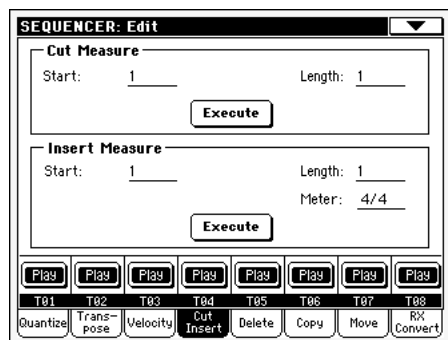 SEQUENCER: Edit
Cut Measure
Start: 1 Length: 1
Execute
Insert Measure
Start: 1 Length: 1
Meter: 4/4
Execute
Play Play Play Play Play Play Play Play
T01 T02 T03 T04 T05 T06 T07 T08
Quantize Trans-pose Velocity Cut Insert Delete Copy Move RX Convert